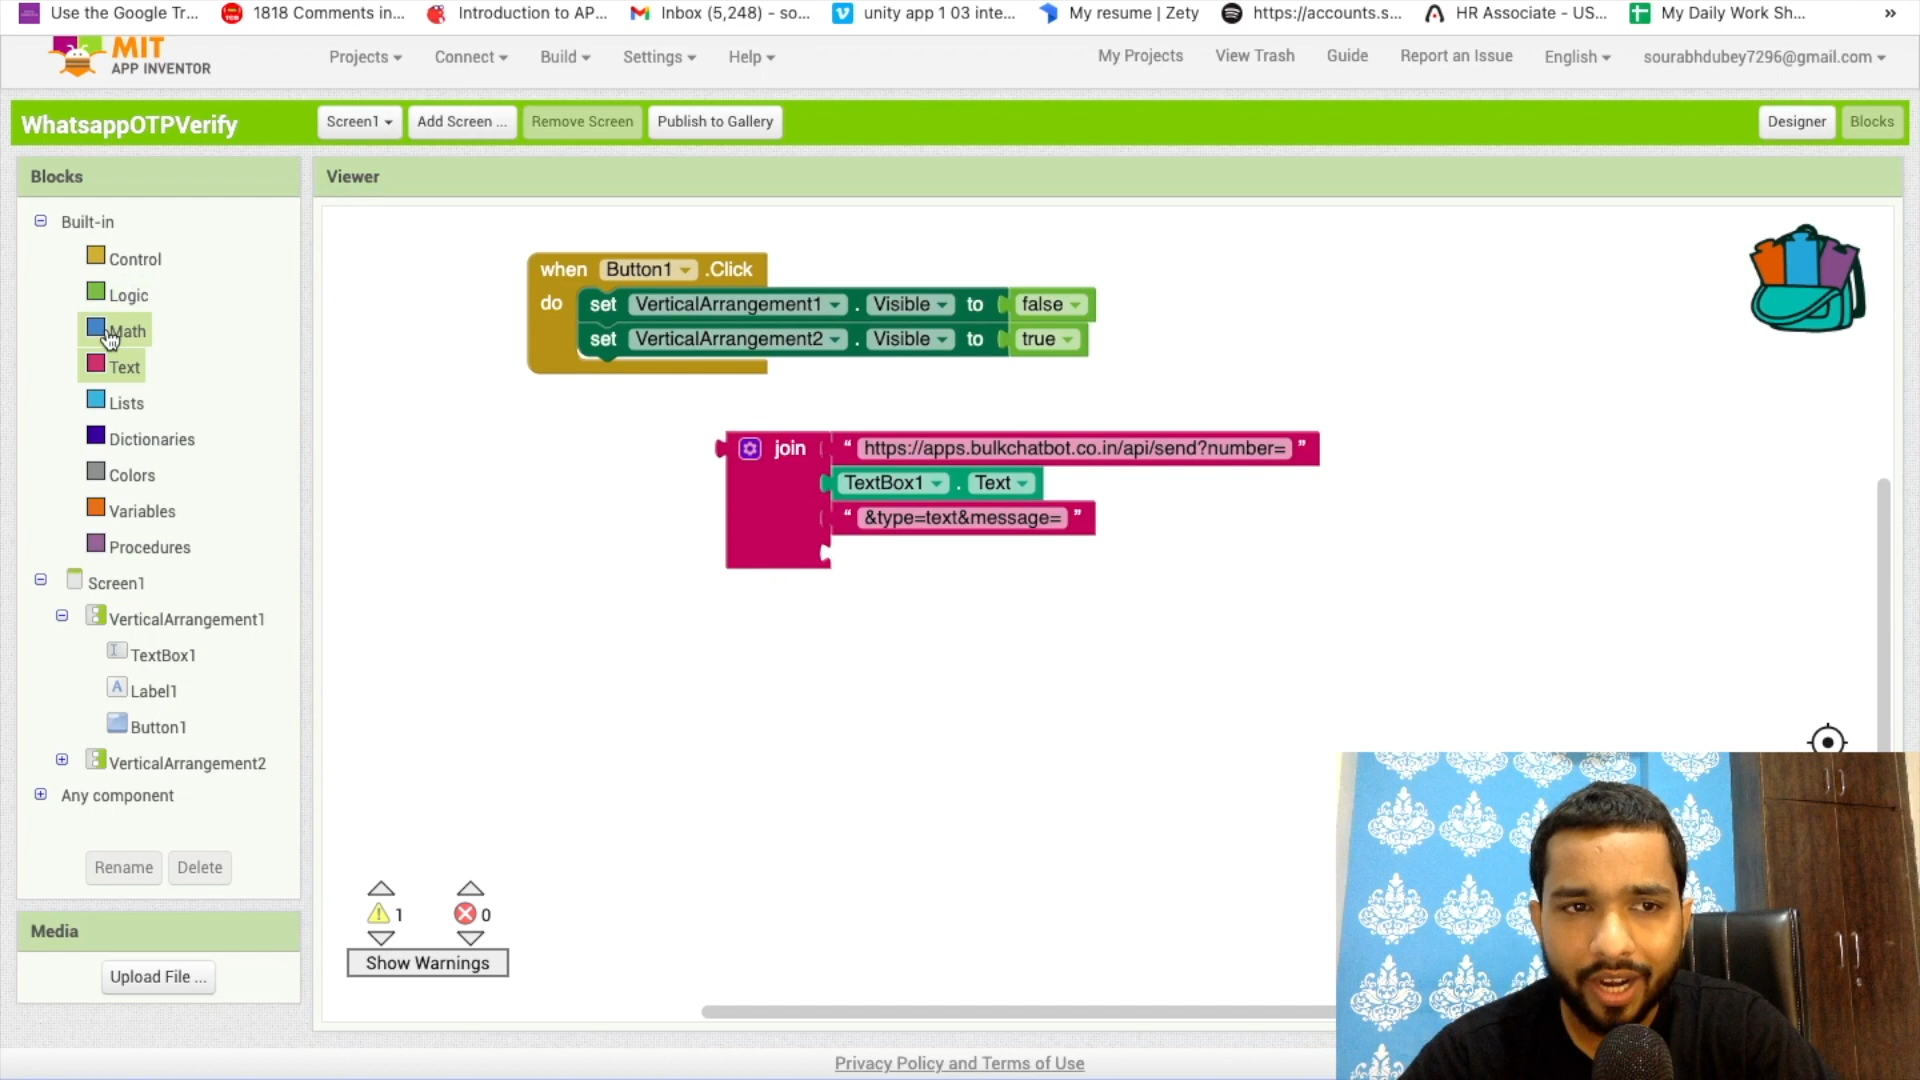 Use the Google Tr...
1818 Comments in...
Introduction to AP...
Inbox (5,248) - so...
unity app 1 03 inte...
My resume | Zety
https://accounts.s...
HR Associate - US...
My Daily Work Sh...
»
MIT
APP INVENTOR
Projects
Connect
Build
Settings
Help
My Projects
View Trash
Guide
Report an Issue
English
sourabhdubey7296@gmail.com
WhatsappOTPVerify
Screen1
Add Screen ...
Remove Screen
Publish to Gallery
Designer
Blocks
Blocks
Viewer
Built-in
Control
Logic
Math
Text
Lists
Dictionaries
Colors
Variables
Procedures
Screen1
VerticalArrangement1
TextBox1
Label1
Button1
VerticalArrangement2
Any component
Rename
Delete
Media
Upload File ...
when Button1 .Click
do set VerticalArrangement1 . Visible to false
set VerticalArrangement2 . Visible to true
join “ https://apps.bulkchatbot.co.in/api/send?number= ”
TextBox1 . Text
“ &type=text&message= ”
1
0
Show Warnings
Privacy Policy and Terms of Use